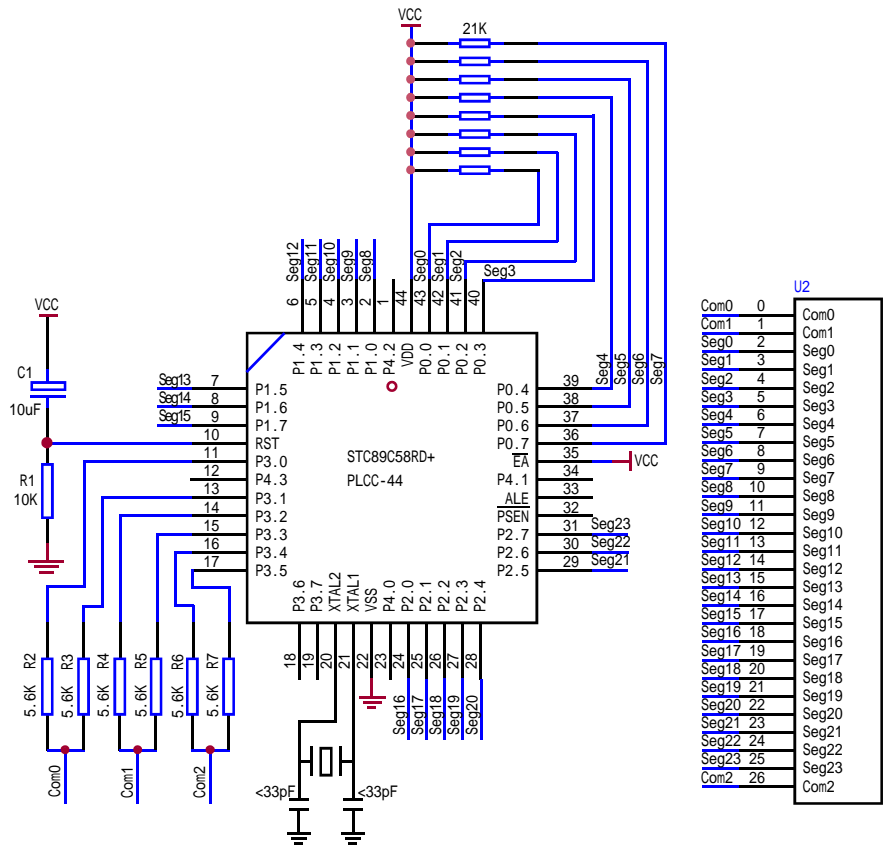 VCC
21K
Seg12
Seg11
Seg10
Seg9
Seg8
Seg0
Seg1
Seg2
Seg3
6
5
4
3
2
1
44
43
42
41
40
P1.4
P1.3
P1.2
P1.1
P1.0
P4.2
VDD
P0.0
P0.1
P0.2
P0.3
Seg4
Seg5
Seg6
Seg7
VCC
C1
10uF
R1
10K
Seg13 7 P1.5
Seg14 8 P1.6
Seg15 9 P1.7
10 RST
11 P3.0
12 P4.3
13 P3.1
14 P3.2
15 P3.3
16 P3.4
17 P3.5
STC89C58RD+
PLCC-44
P0.4 39
P0.5 38
P0.6 37
P0.7 36
EA 35 VCC
P4.1 34
ALE 33
PSEN 32
P2.7 31 Seg23
P2.6 30 Seg22
P2.5 29 Seg21
P3.6
P3.7
XTAL2
XTAL1
VSS
P4.0
P2.0
P2.1
P2.2
P2.3
P2.4
18
19
20
21
22
23
24
25
26
27
28
Seg16
Seg17
Seg18
Seg19
Seg20
R2
5.6K
R3
5.6K
R4
5.6K
R5
5.6K
R6
5.6K
R7
5.6K
Com0
Com1
Com2
<33pF
<33pF
U2
Com0 0 Com0
Com1 1 Com1
Seg0 2 Seg0
Seg1 3 Seg1
Seg2 4 Seg2
Seg3 5 Seg3
Seg4 6 Seg4
Seg5 7 Seg5
Seg6 8 Seg6
Seg7 9 Seg7
Seg8 10 Seg8
Seg9 11 Seg9
Seg10 12 Seg10
Seg11 13 Seg11
Seg12 14 Seg12
Seg13 15 Seg13
Seg14 16 Seg14
Seg15 17 Seg15
Seg16 18 Seg16
Seg17 19 Seg17
Seg18 20 Seg18
Seg19 21 Seg19
Seg20 22 Seg20
Seg21 23 Seg21
Seg22 24 Seg22
Seg23 25 Seg23
Com2 26 Com2